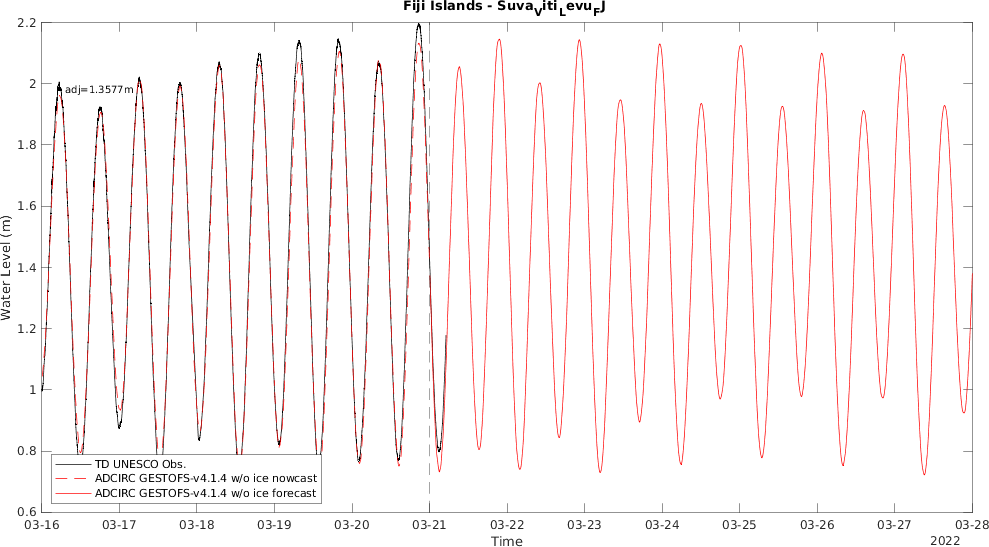 Fiji Islands - SuvaVitiLevuFJ
2.2
2
1.8
1.6
1.4
1.2
1
0.8
0.6
Water Level (m)
adj=1.3577m
TD UNESCO Obs.
ADCIRC GESTOFS-v4.1.4 w/o ice nowcast
ADCIRC GESTOFS-v4.1.4 w/o ice forecast
03-16 03-17 03-18 03-19 03-20 03-21 03-22 03-23 03-24 03-25 03-26 03-27 03-28
Time
2022